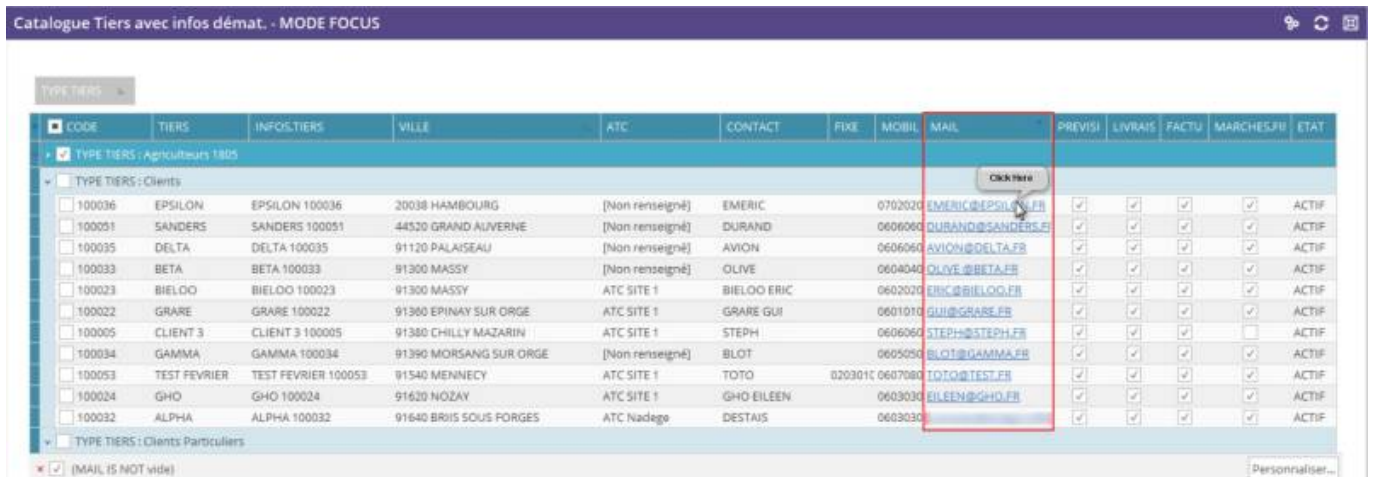 Catalogue Tiers avec infos démat. - MODE FOCUS
TYPE TIERS
CODE TIERS INFOS.TIERS VILLE ATC CONTACT FIXE MOBIL MAIL PREVISI LIVRAIS FACTU MARCHES,FII ETAT
TYPE TIERS : Agriculteurs 1805
TYPE TIERS : Clients
Click Here
100036 EPSILON EPSILON 100036 20038 HAMBOURG [Non renseigné] EMERIC 0702020 EMERIC@EPSILON.FR ACTIF
100051 SANDERS SANDERS 100051 44520 GRAND AUVERNE [Non renseigné] DURAND 0606060 DURAND@SANDERS.FI ACTIF
100035 DELTA DELTA 100035 91120 PALAISEAU [Non renseigné] AVION 0606060 AVION@DELTA.FR ACTIF
100033 BETA BETA 100033 91300 MASSY [Non renseigné] OLIVE 0604040 OLIVE @BETA.FR ACTIF
100023 BIELOO BIELOO 100023 91300 MASSY ATC SITE 1 BIELOO ERIC 0602020 ERIC@BIELOO.FR ACTIF
100022 GRARE GRARE 100022 91360 EPINAY SUR ORGE ATC SITE 1 GRARE GUI 0601010 GUI@GRARE.FR ACTIF
100005 CLIENT 3 CLIENT 3 100005 91380 CHILLY MAZARIN ATC SITE 1 STEPH 0606060 STEPH@STEPH.FR ACTIF
100034 GAMMA GAMMA 100034 91390 MORSANG SUR ORGE [Non renseigné] BLOT 0605050 BLOT@GAMMA.FR ACTIF
100053 TEST FEVRIER TEST FEVRIER 100053 91540 MENNECY ATC SITE 1 TOTO 020301C 0607080 TOTO@TEST.FR ACTIF
100024 GHO GHO 100024 91620 NOZAY ATC SITE 1 GHO EILEEN 0603030 EILEEN@GHO.FR ACTIF
100032 ALPHA ALPHA 100032 91640 BRIIS SOUS FORGES ATC Nadege DESTAIS 0603030 ACTIF
TYPE TIERS : Clients Particuliers
(MAIL IS NOT vide)
Personnaliser...